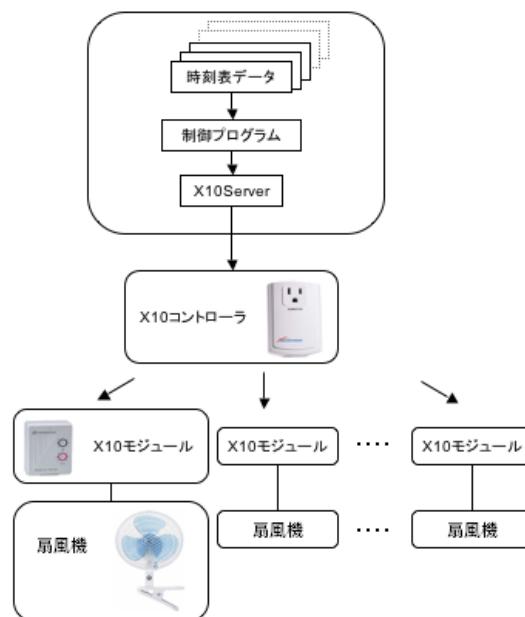 時刻表データ
制御プログラム
X10Server
X10コントローラ
X10モジュール
X10モジュール
····
X10モジュール
扇風機
扇風機
····
扇風機